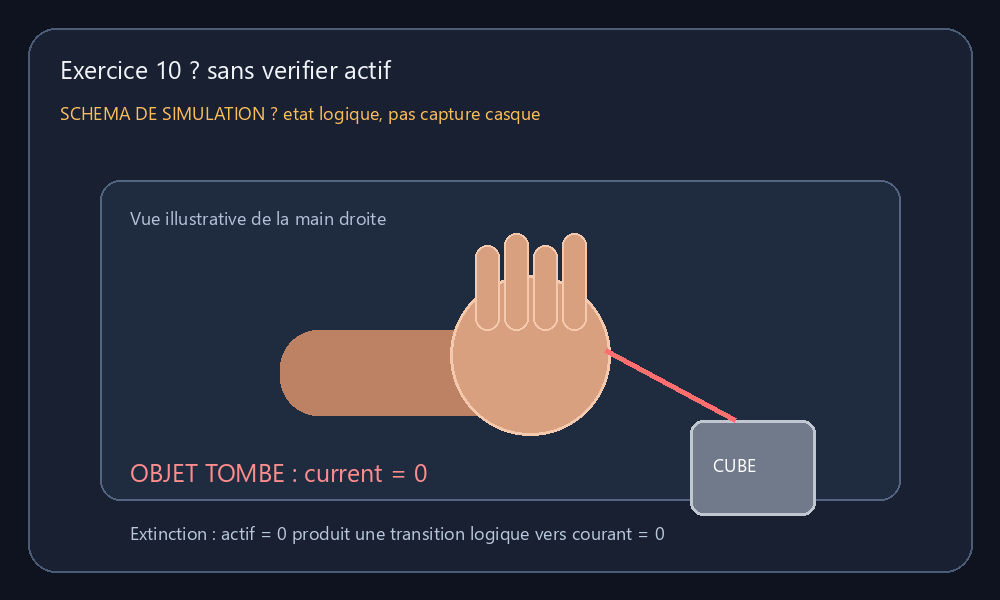 Exercice 10 ? sans verifier actif
SCHEMA DE SIMULATION ? etat logique, pas capture casque
Vue illustrative de la main droite
CUBE
OBJET TOMBE : current = 0
Extinction : actif = 0 produit une transition logique vers courant = 0